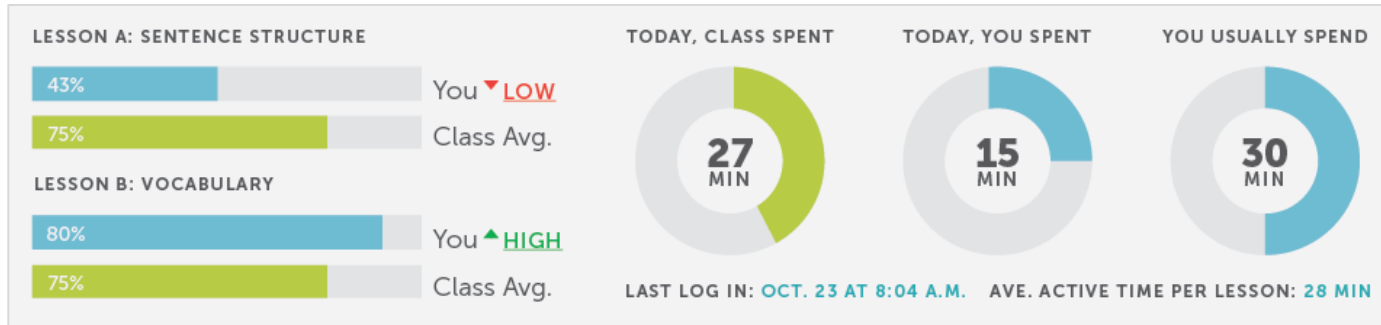 LESSON A: SENTENCE STRUCTURE
43%
You LOW
75%
Class Avg.
LESSON B: VOCABULARY
80%
You HIGH
75%
Class Avg.
TODAY, CLASS SPENT
27
MIN
TODAY, YOU SPENT
15
MIN
YOU USUALLY SPEND
30
MIN
LAST LOG IN: OCT. 23 AT 8:04 A.M.
AVE. ACTIVE TIME PER LESSON: 28 MIN